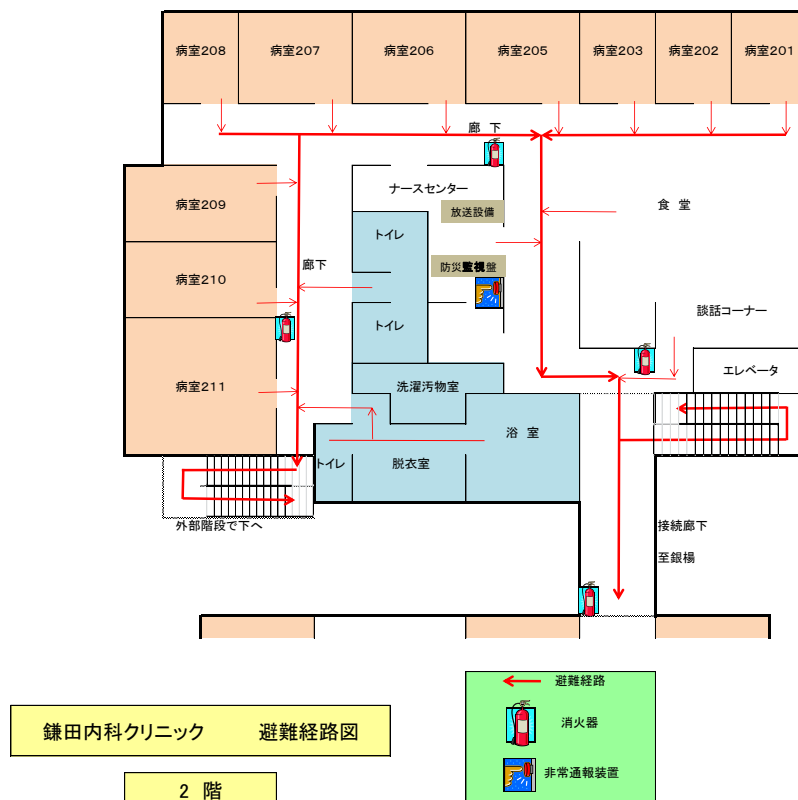 病室208
病室207
病室206
病室205
病室203
病室202
病室201
廊 下
ナースセンター
放送設備
食 堂
病室209
トイレ
廊下
防災監視盤
病室210
談話コーナー
トイレ
エレベータ
病室211
洗濯汚物室
浴 室
トイレ
脱衣室
外部階段で下へ
接続廊下
至銀楊
避難経路
消火器
非常通報装置
鎌田内科クリニック 避難経路図
2 階